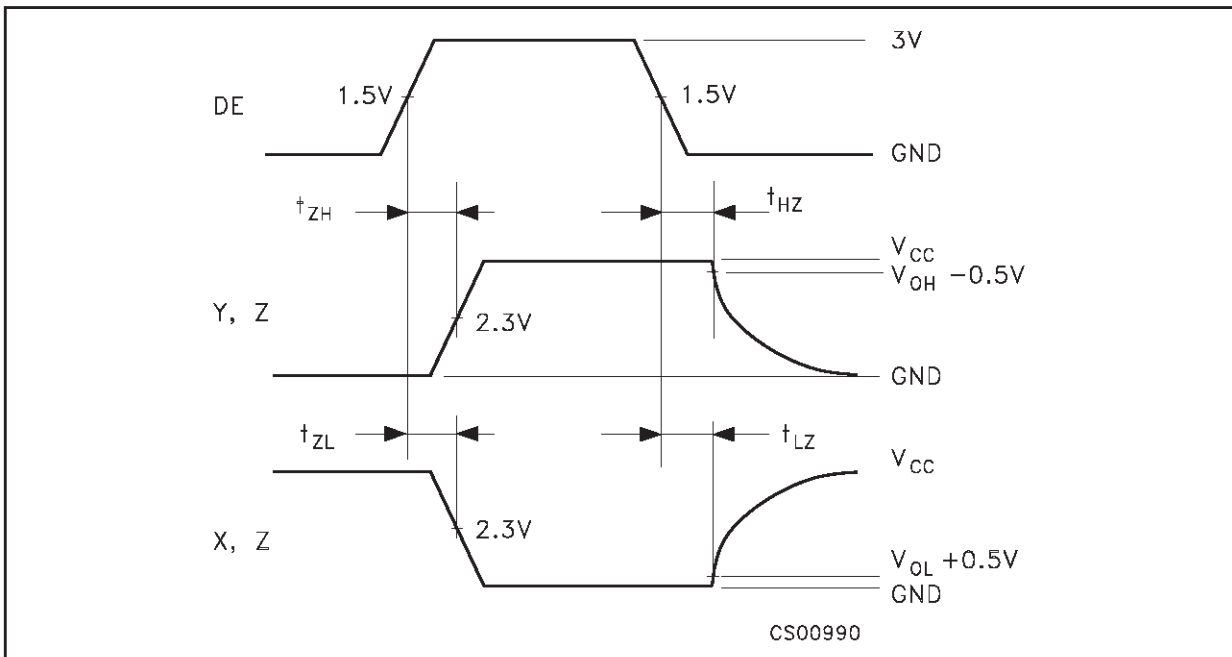 3V
1.5V
1.5V
DE
GND
tZH
tHZ
VCC
VOH -0.5V
Y, Z
2.3V
GND
tZL
tLZ
VCC
2.3V
X, Z
VOL +0.5V
GND
CS00990